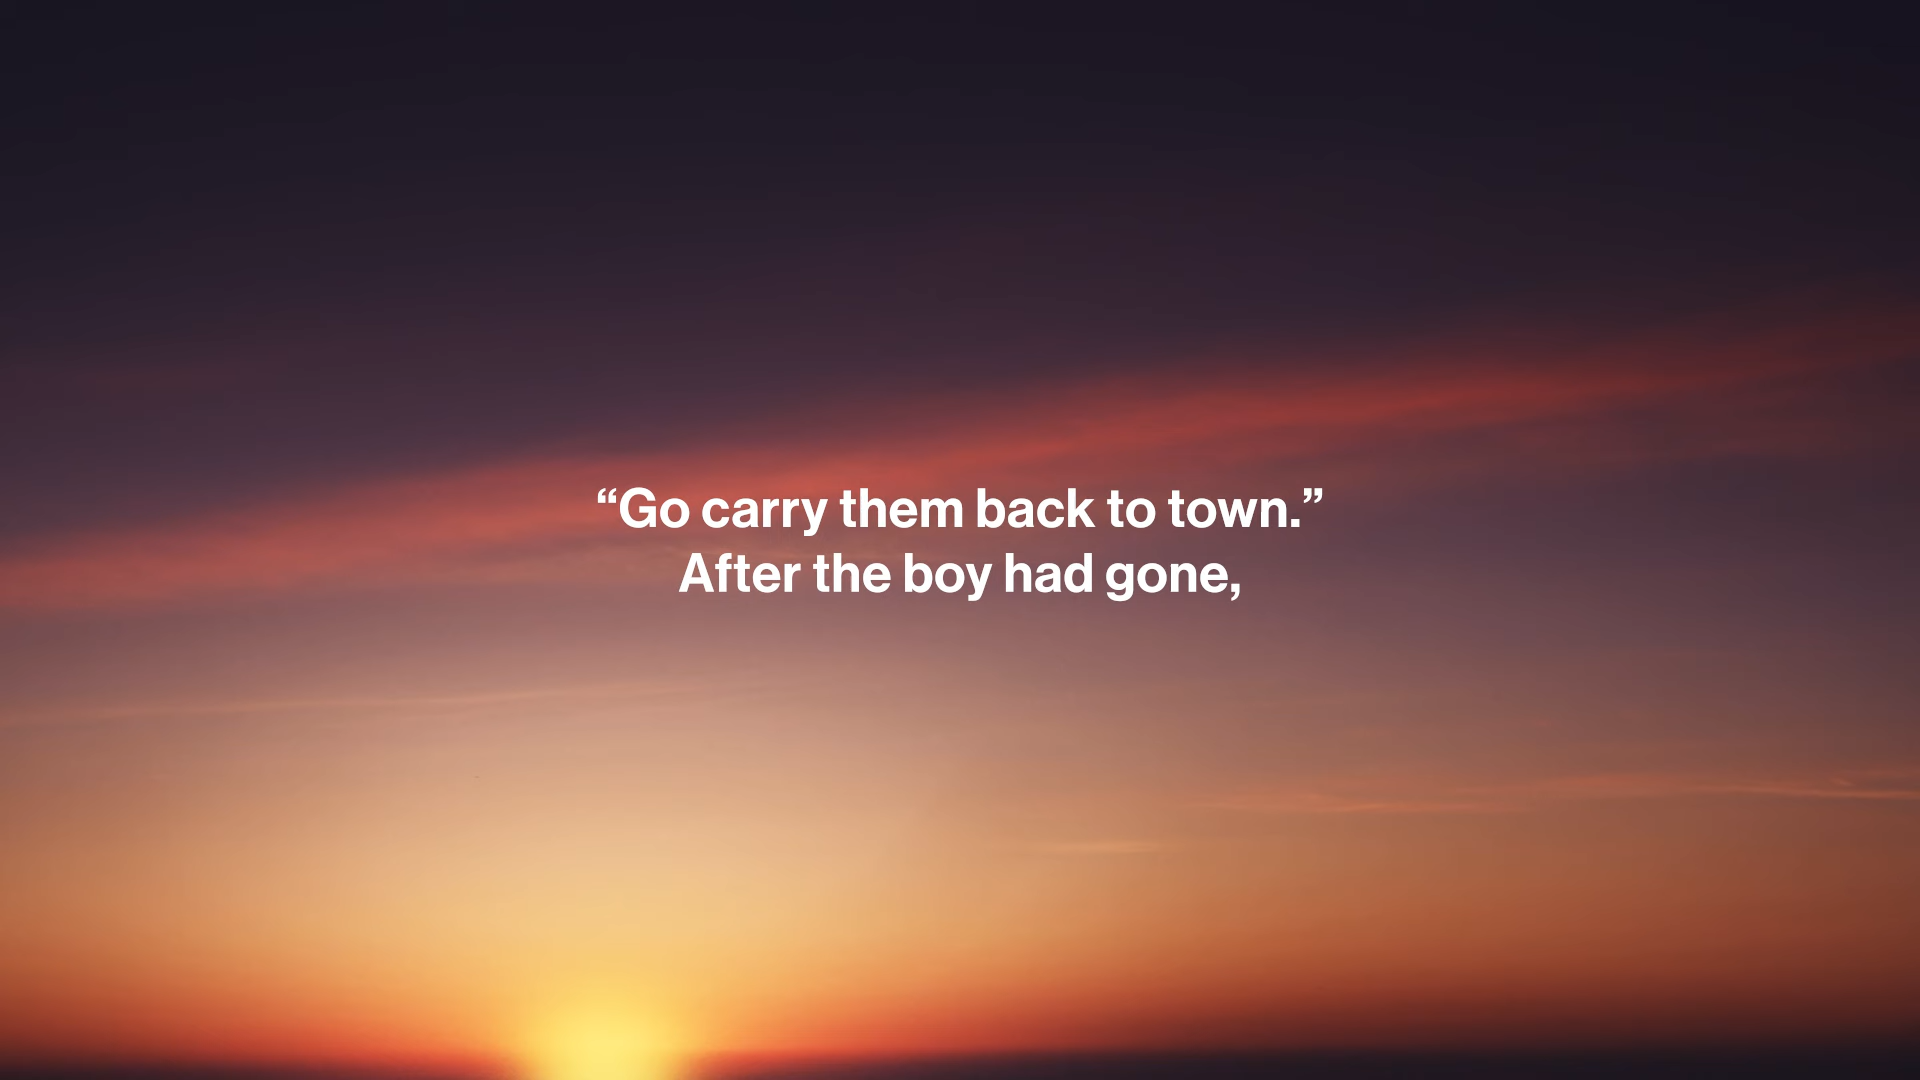 “Go carry them back to town.”
After the boy had gone,